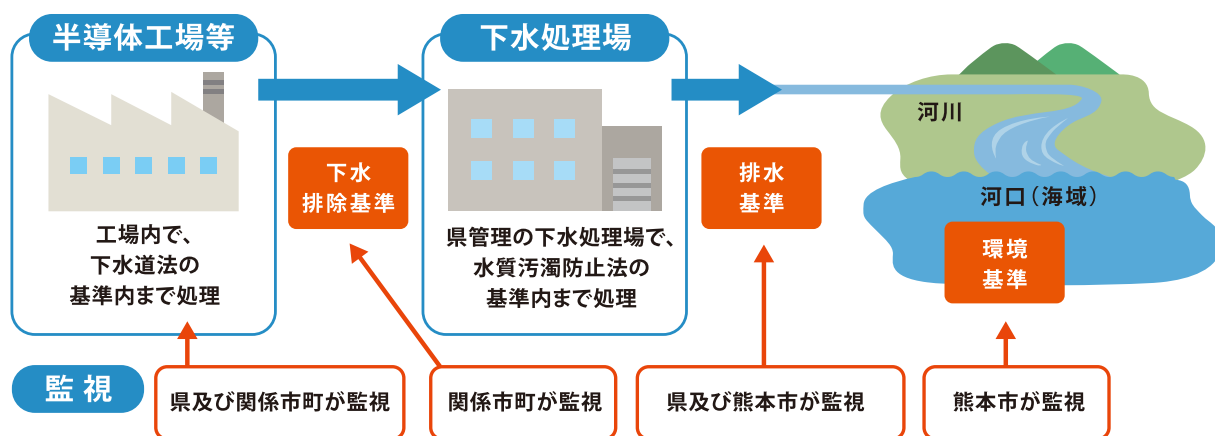 半導体工場等
下水処理場
河川
下水
排除基準
排水
基準
河口（海域）
工場内で、
下水道法の
基準内まで処理
県管理の下水処理場で、
水質汚濁防止法の
基準内まで処理
環境
基準
監視
県及び関係市町が監視
関係市町が監視
県及び熊本市が監視
熊本市が監視